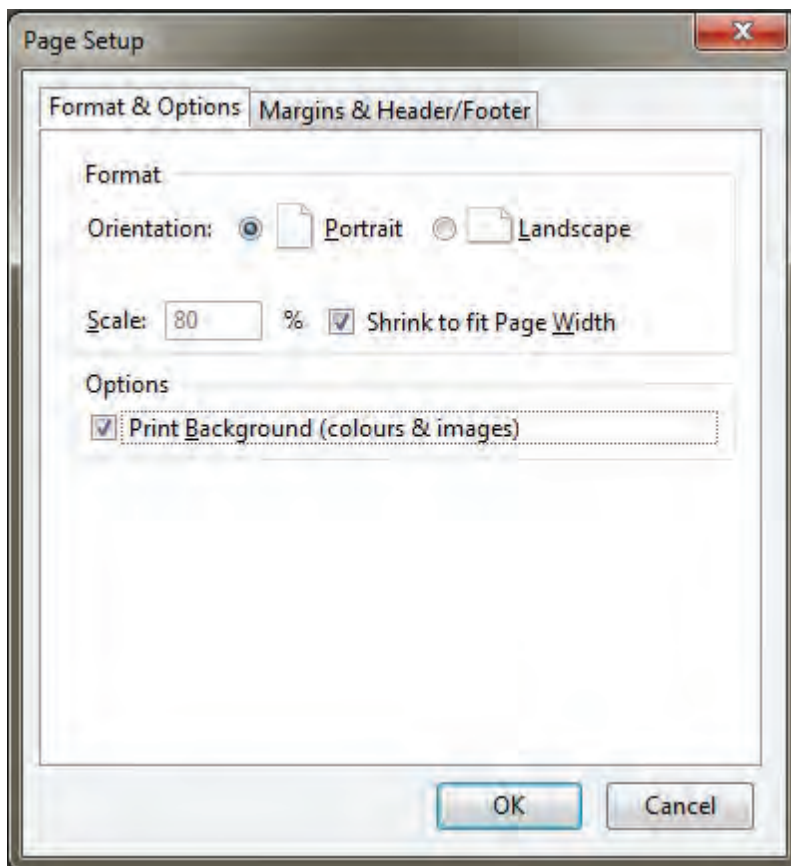 Page Setup
Format & Options Margins & Header/Footer
Format
Orientation: Portrait Landscape
Scale: 80 % Shrink to fit Page Width
Options
Print Background (colours & images)
OK Cancel